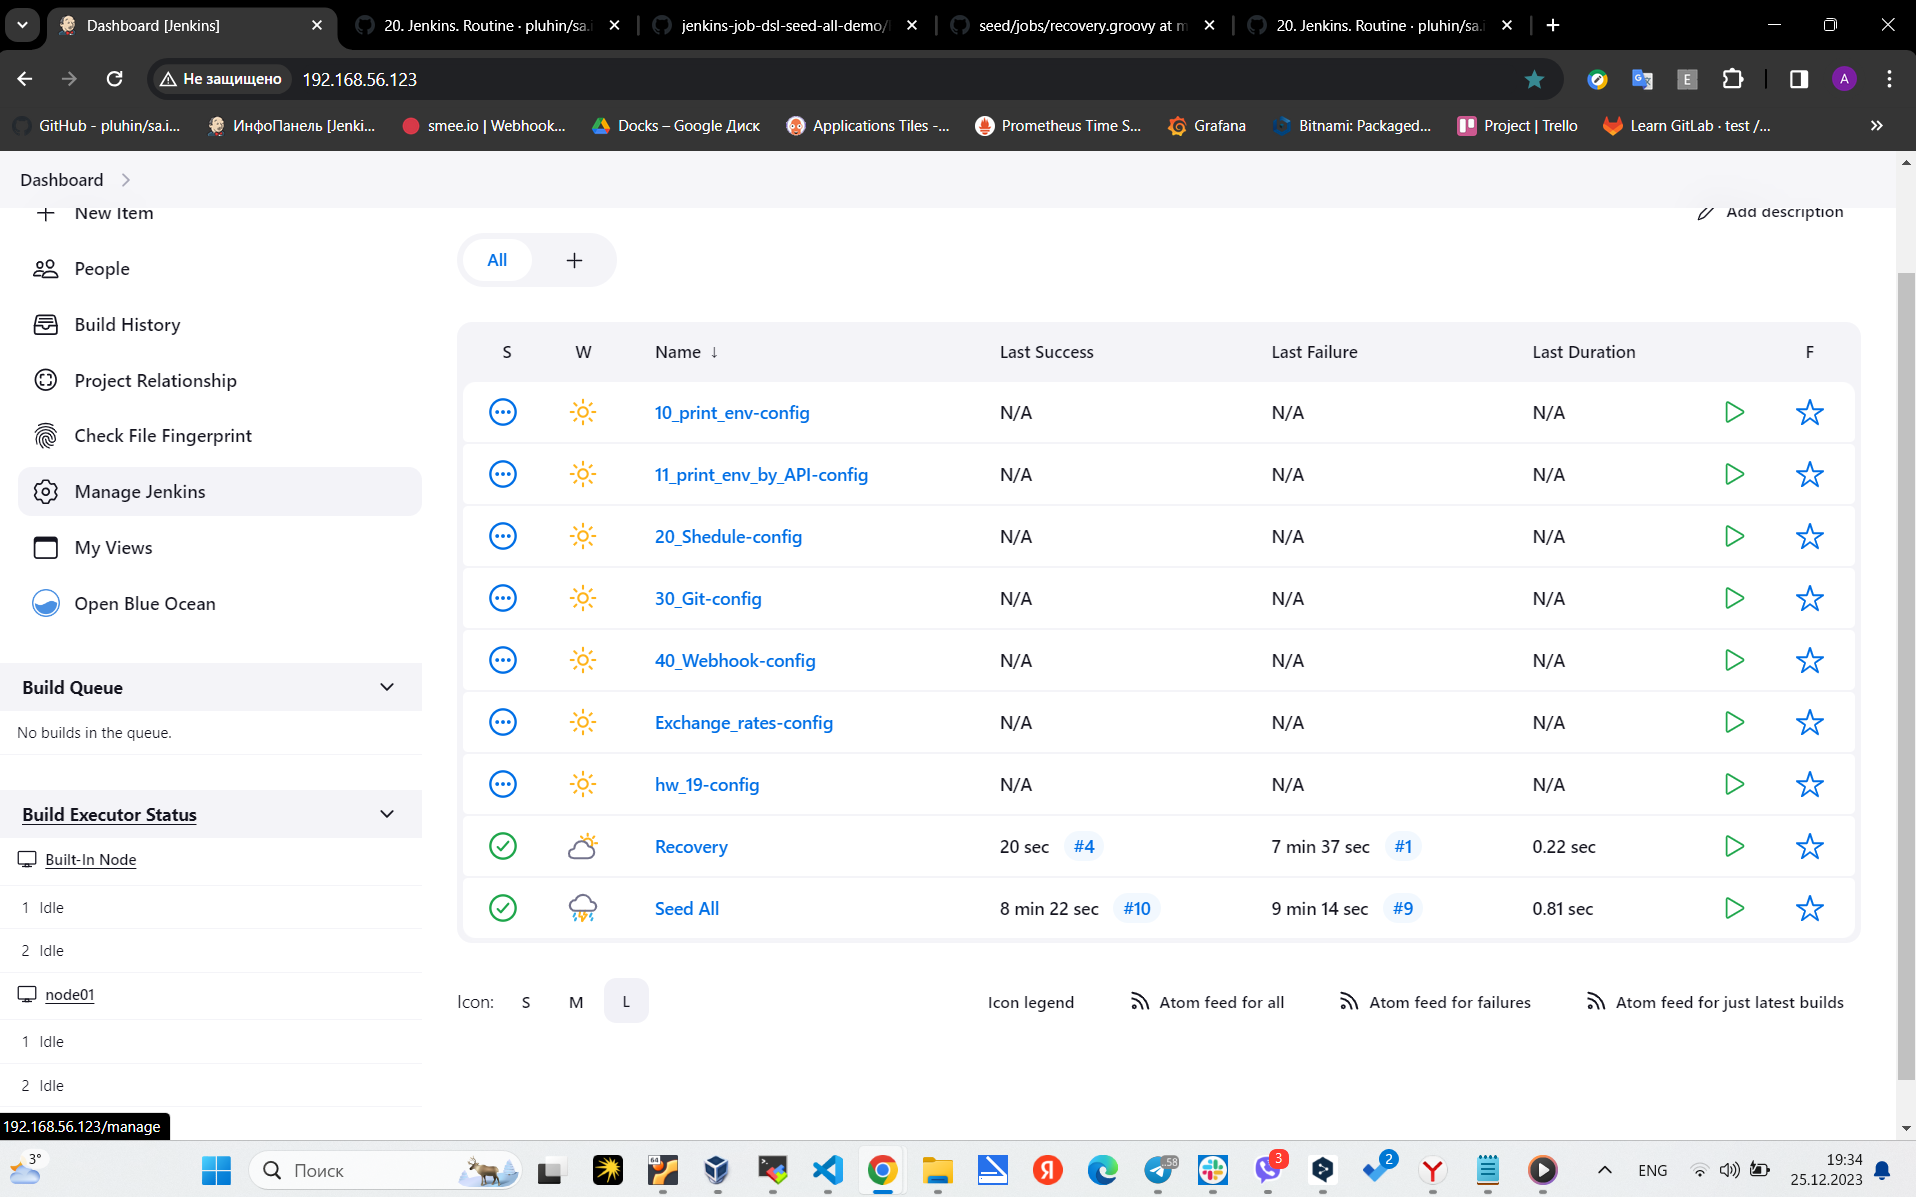 Dashboard [Jenkins]
20. Jenkins. Routine · pluhin/sa.i
jenkins-job-dsl-seed-all-demo/
seed/jobs/recovery.groovy at m
20. Jenkins. Routine · pluhin/sa.i
Не защищено
192.168.56.123
E
A
GitHub - pluhin/sa.i...
ИнфоПанель [Jenki...
smee.io | Webhook...
Docks – Google Диск
Applications Tiles -...
Prometheus Time S...
Grafana
Bitnami: Packaged...
Project | Trello
Learn GitLab · test /...
Dashboard
New Item
Add description
People
Build History
Project Relationship
Check File Fingerprint
Manage Jenkins
My Views
Open Blue Ocean
Build Queue
No builds in the queue.
Build Executor Status
Built-In Node
1 Idle
2 Idle
node01
1 Idle
2 Idle
192.168.56.123/manage
All
S W Name ↓ Last Success Last Failure Last Duration F
10_print_env-config N/A N/A N/A
11_print_env_by_API-config N/A N/A N/A
20_Shedule-config N/A N/A N/A
30_Git-config N/A N/A N/A
40_Webhook-config N/A N/A N/A
Exchange_rates-config N/A N/A N/A
hw_19-config N/A N/A N/A
Recovery 20 sec #4 7 min 37 sec #1 0.22 sec
Seed All 8 min 22 sec #10 9 min 14 sec #9 0.81 sec
Icon: S M L
Icon legend
Atom feed for all
Atom feed for failures
Atom feed for just latest builds
3°
Поиск
64
Я
58
3
2
Y
ENG
19:34
25.12.2023